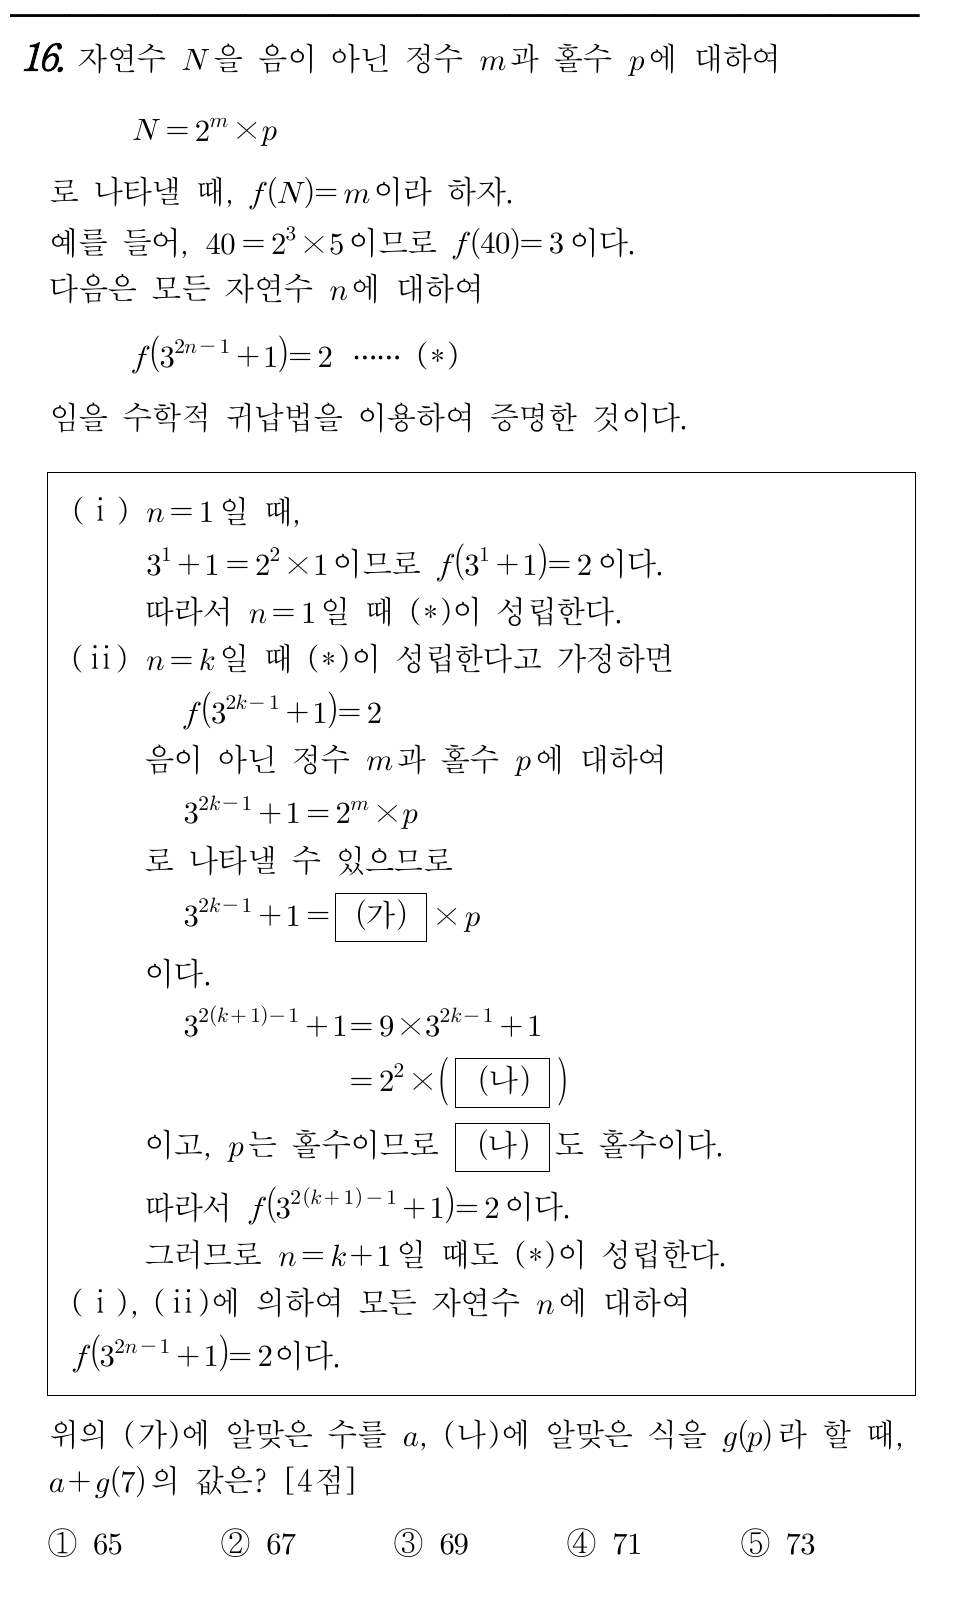 16. 자연수 N을 음이 아닌 정수 m과 홀수 p에 대하여
N = 2^m × p
로 나타낼 때, f(N) = m이라 하자.
예를 들어, 40 = 2^3 × 5이므로 f(40) = 3이다.
다음은 모든 자연수 n에 대하여
f(3^{2n-1} + 1) = 2 ⋯⋯ (*)
임을 수학적 귀납법을 이용하여 증명한 것이다.
(ⅰ) n = 1일 때,
3^1 + 1 = 2^2 × 1이므로 f(3^1 + 1) = 2이다.
따라서 n = 1일 때 (*)이 성립한다.
(ⅱ) n = k일 때 (*)이 성립한다고 가정하면
f(3^{2k-1} + 1) = 2
음이 아닌 정수 m과 홀수 p에 대하여
3^{2k-1} + 1 = 2^m × p
로 나타낼 수 있으므로
3^{2k-1} + 1 = (가) × p
이다.
3^{2(k+1)-1} + 1 = 9 × 3^{2k-1} + 1
= 2^2 × ( (나) )
이고, p는 홀수이므로 (나) 도 홀수이다.
따라서 f(3^{2(k+1)-1} + 1) = 2이다.
그러므로 n = k + 1일 때도 (*)이 성립한다.
(ⅰ), (ⅱ)에 의하여 모든 자연수 n에 대하여
f(3^{2n-1} + 1) = 2이다.
위의 (가)에 알맞은 수를 a, (나)에 알맞은 식을 g(p)라 할 때,
a + g(7)의 값은? [4점]
① 65 ② 67 ③ 69 ④ 71 ⑤ 73